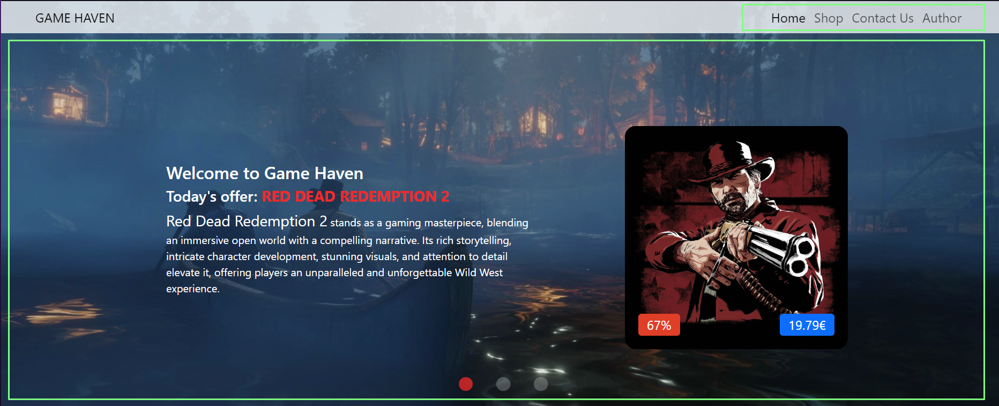 GAME HAVEN
Home Shop Contact Us Author
Welcome to Game Haven
Today's offer: RED DEAD REDEMPTION 2
Red Dead Redemption 2 stands as a gaming masterpiece, blending
an immersive open world with a compelling narrative. Its rich storytelling,
intricate character development, stunning visuals, and attention to detail
elevate it, offering players an unparalleled and unforgettable Wild West
experience.
67%
19.79€